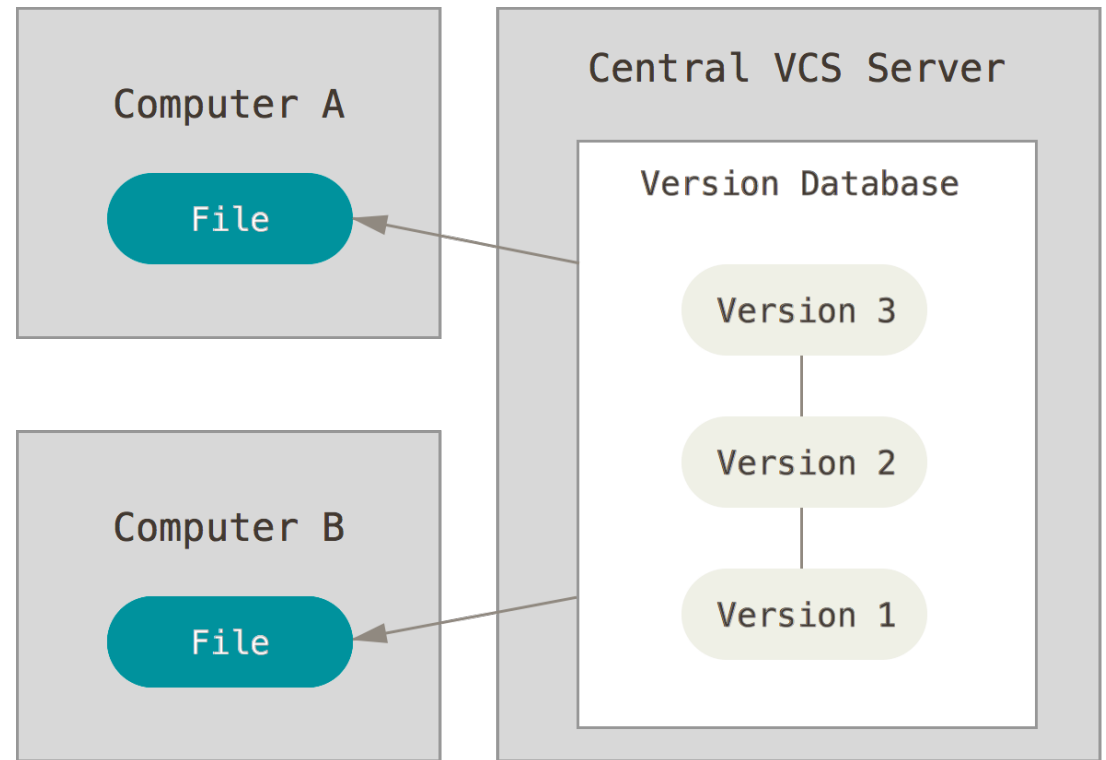 Computer A
File
Computer B
File
Central VCS Server
Version Database
Version 3
Version 2
Version 1